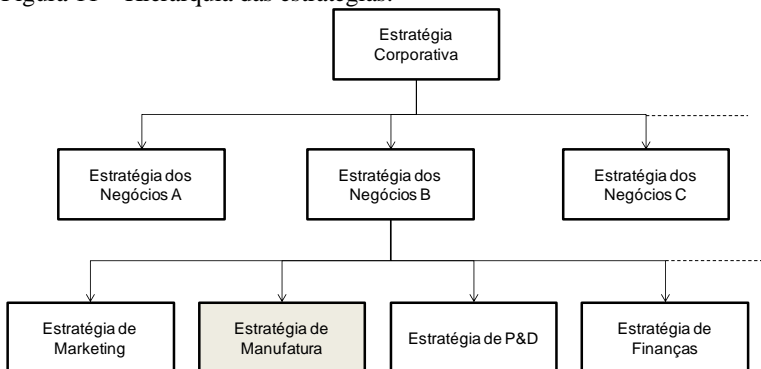 Figura 11 – Hierarquia das estratégias.
Estratégia
Corporativa
Estratégia dos
Negócios A
Estratégia dos
Negócios B
Estratégia dos
Negócios C
Estratégia de
Marketing
Estratégia de
Manufatura
Estratégia de P&D
Estratégia de
Finanças